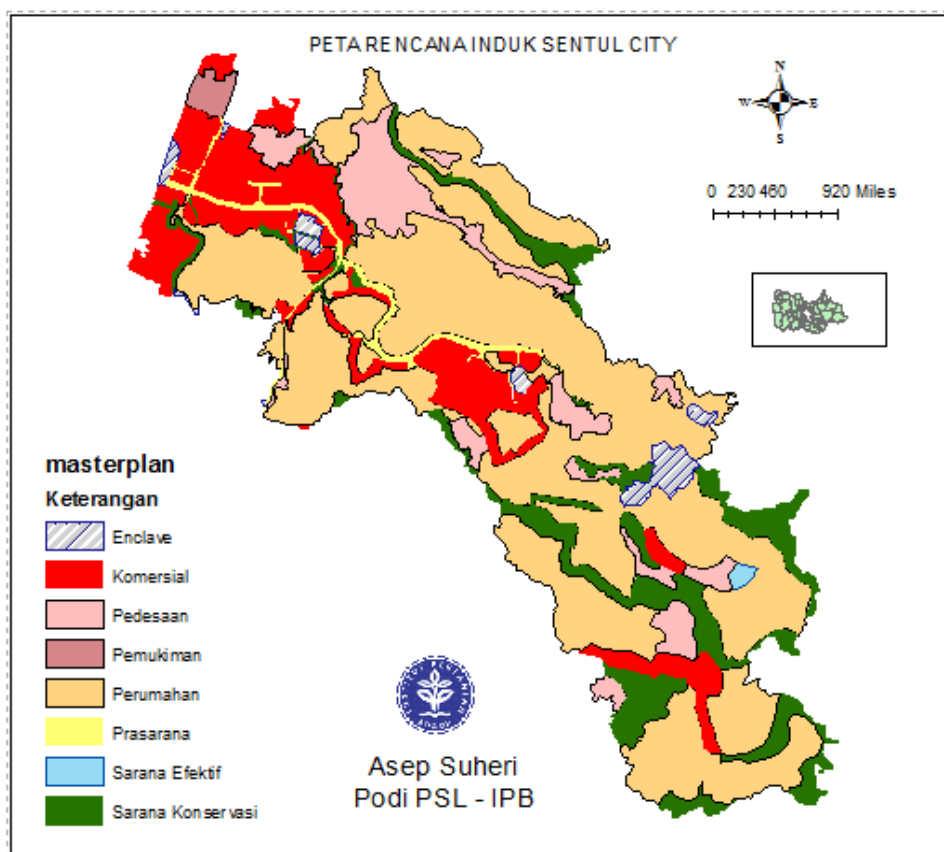 PETA RENCANA INDUK SENTUL CITY
N
W E
S
0 230 460 920 Miles
masterplan
Keterangan
Enclave
Komersial
Pedesaan
Pemukiman
Perumahan
Prasarana
Sarana Efektif
Sarana Konservasi
Asep Suheri
Podi PSL - IPB